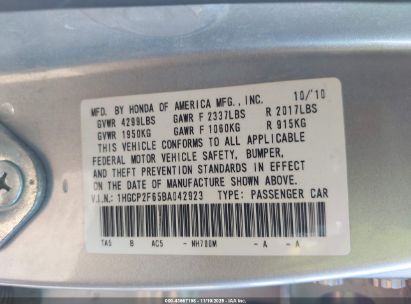 MFD. BY HONDA OF AMERICA MFG., INC. 10/'10
GVWR 4299LBS GAWR F 2337LBS R 2017LBS
GVWR 1950KG GAWR F 1060KG R 915KG
THIS VEHICLE CONFORMS TO ALL APPLICABLE
FEDERAL MOTOR VEHICLE SAFETY, BUMPER,
AND THEFT PREVENTION STANDARDS IN EFFECT
ON THE DATE OF MANUFACTURE SHOWN ABOVE.
V.I.N.: 1HGCP2F65BA042923 TYPE: PASSENGER CAR
TA5 B AC5 - NH700M - A - A